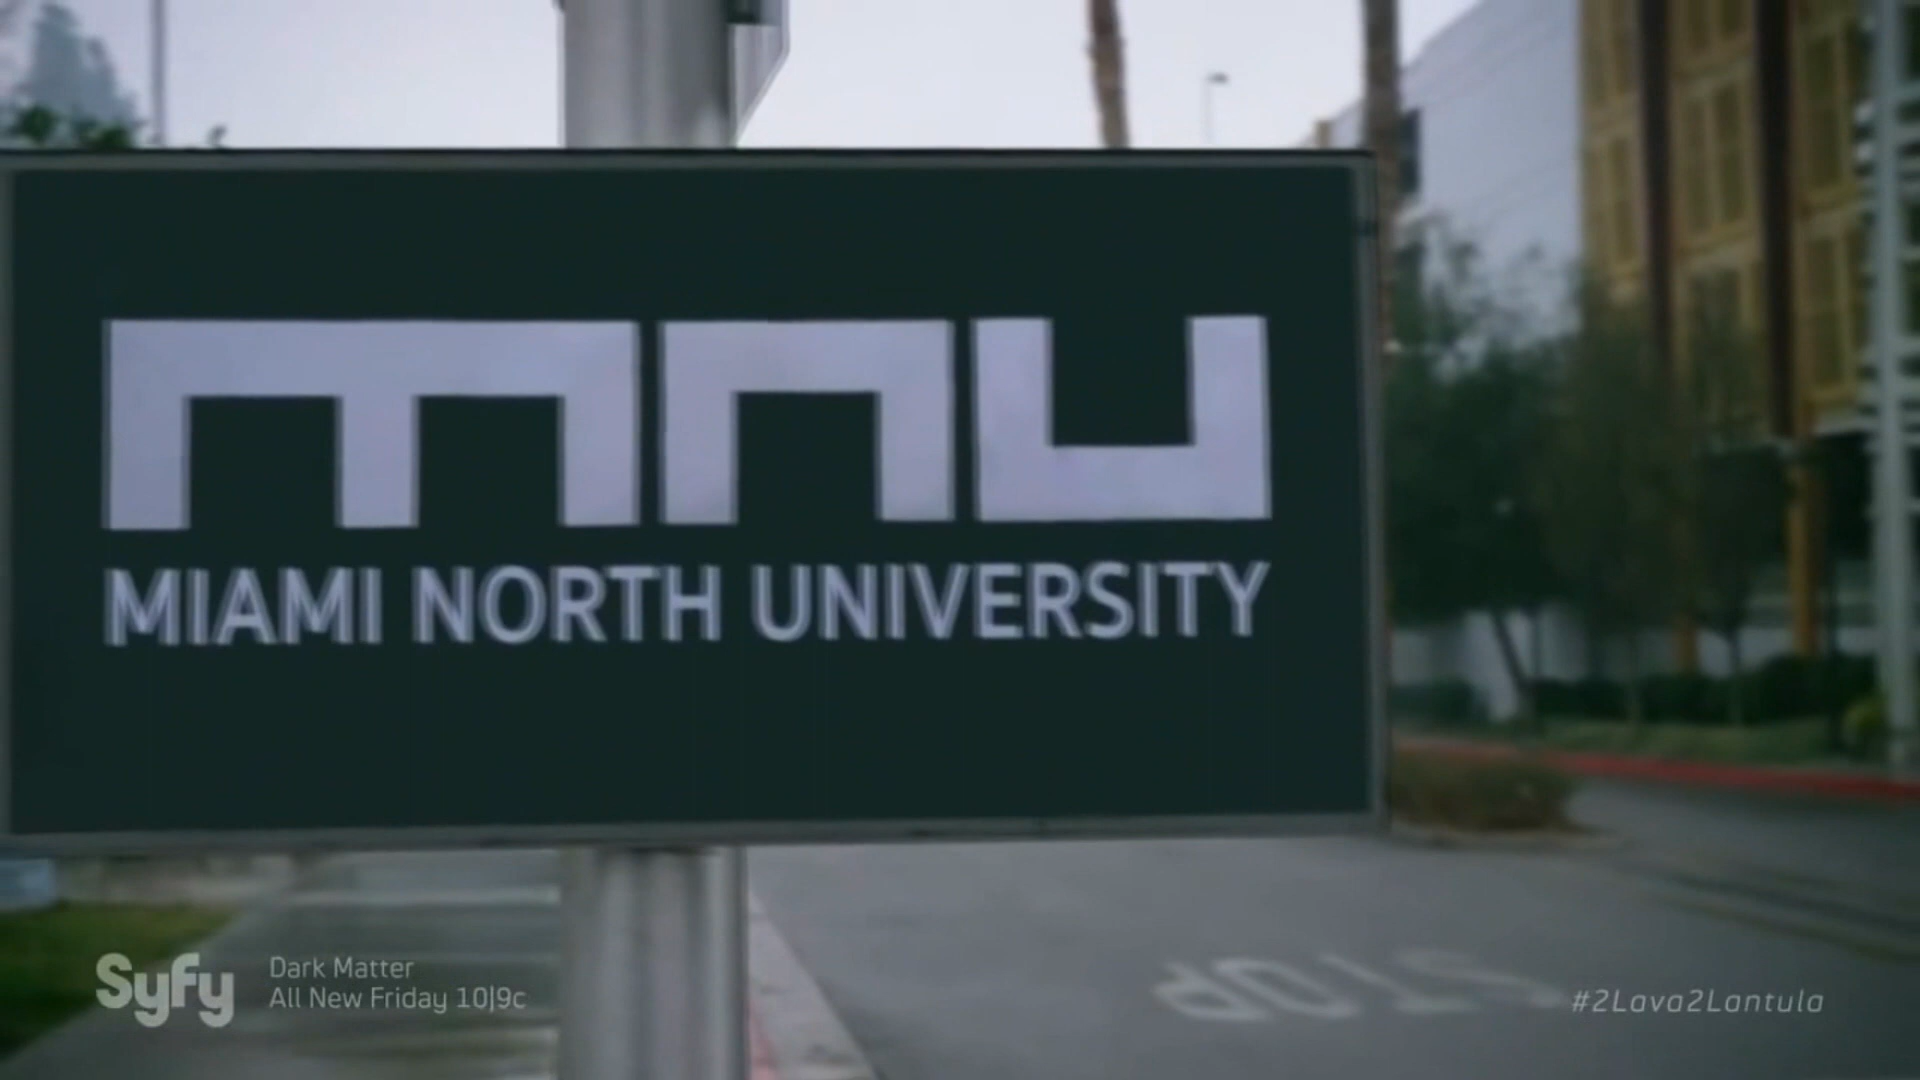 mnu
MIAMI NORTH UNIVERSITY
STOP
Syfy
Dark Matter
All New Friday 10|9c
#2Lava2Lantula